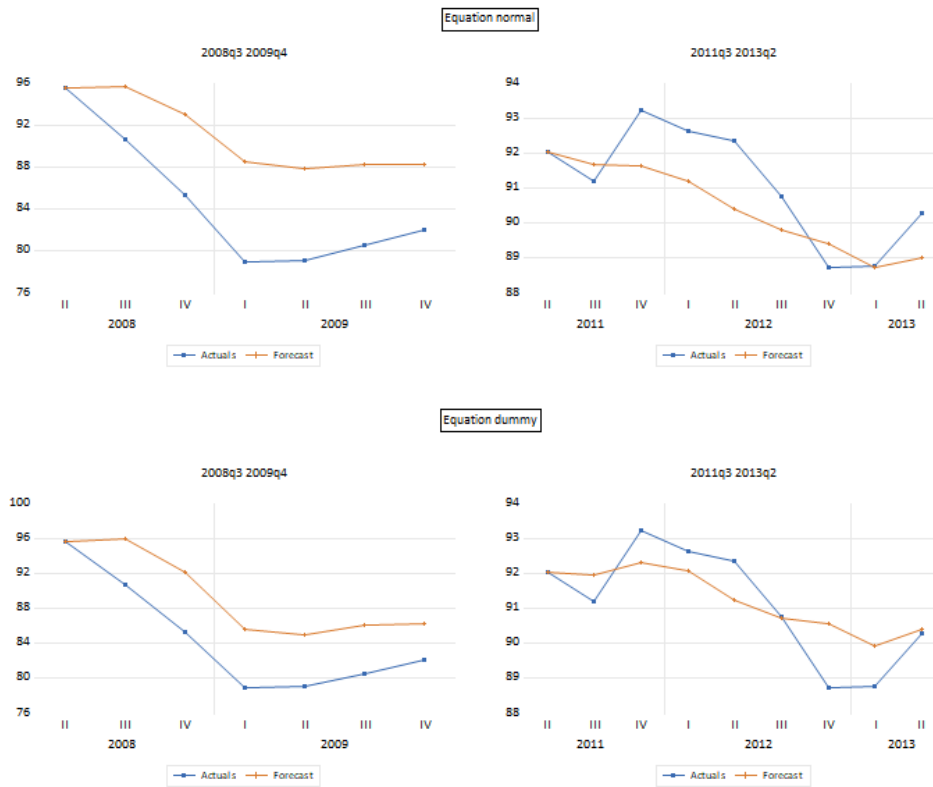 Equation normal
2008q3 2009q4
96
92
88
84
80
76
II III IV I II III IV
2008 2009
Actuals Forecast
2011q3 2013q2
94
93
92
91
90
89
88
II III IV I II III IV I II
2011 2012 2013
Actuals Forecast
Equation dummy
2008q3 2009q4
100
96
92
88
84
80
76
II III IV I II III IV
2008 2009
Actuals Forecast
2011q3 2013q2
94
93
92
91
90
89
88
II III IV I II III IV I II
2011 2012 2013
Actuals Forecast